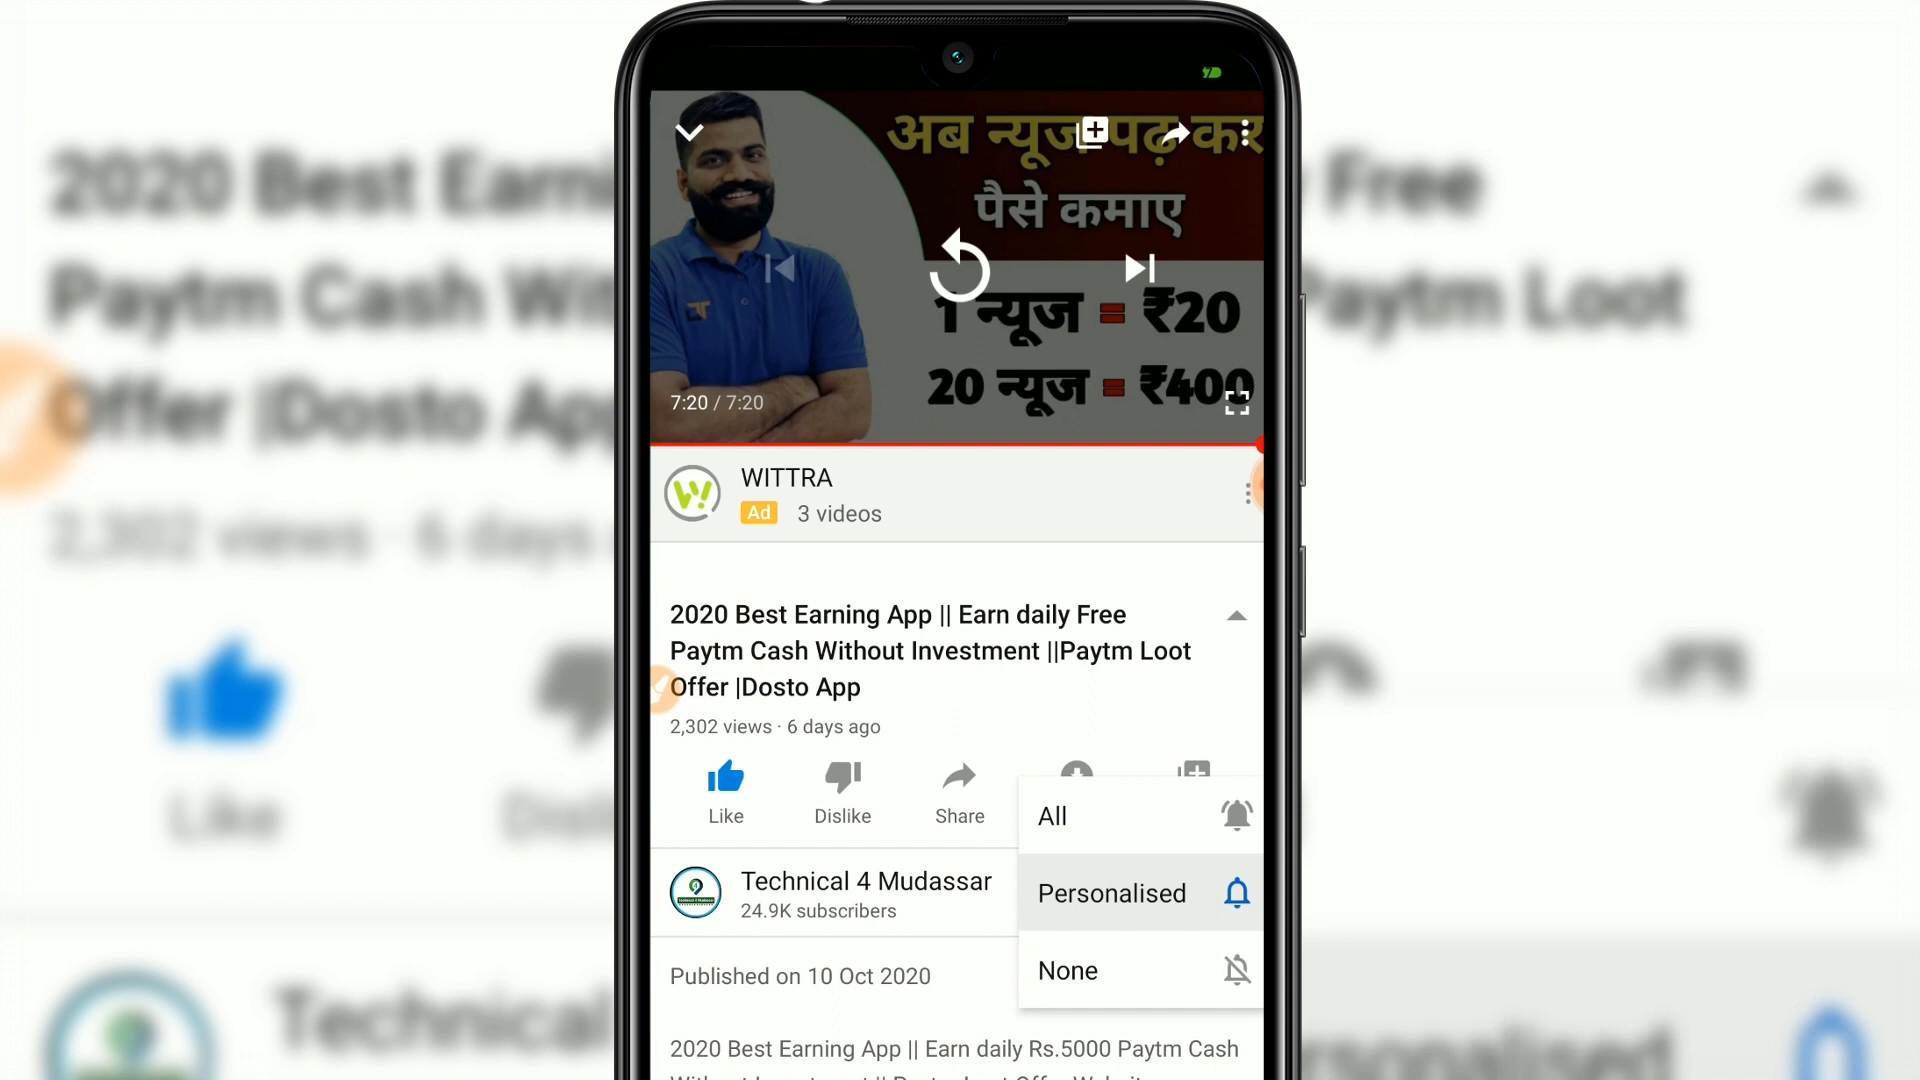 अब न्यूज पढ़ कर
पैसे कमाए
1 न्यूज = ₹20
20 न्यूज = ₹400
7:20 / 7:20
WITTRA
Ad 3 videos
2020 Best Earning App || Earn daily Free
Paytm Cash Without Investment ||Paytm Loot
Offer |Dosto App
2,302 views · 6 days ago
Like Dislike Share
All
Technical 4 Mudassar
24.9K subscribers
Personalised
None
Published on 10 Oct 2020
2020 Best Earning App || Earn daily Rs.5000 Paytm Cash